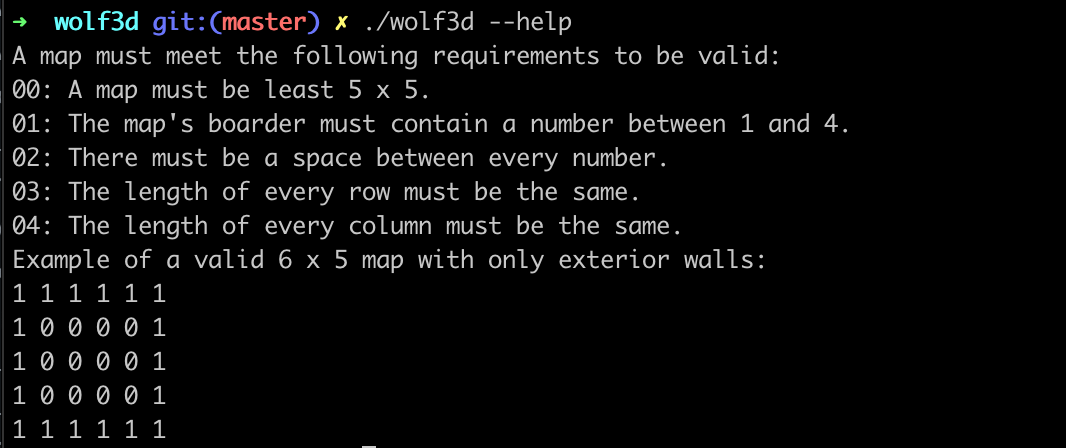 ➜  wolf3d git:(master) ✗ ./wolf3d --help
A map must meet the following requirements to be valid:
00: A map must be least 5 x 5.
01: The map's boarder must contain a number between 1 and 4.
02: There must be a space between every number.
03: The length of every row must be the same.
04: The length of every column must be the same.
Example of a valid 6 x 5 map with only exterior walls:
1 1 1 1 1 1
1 0 0 0 0 1
1 0 0 0 0 1
1 0 0 0 0 1
1 1 1 1 1 1